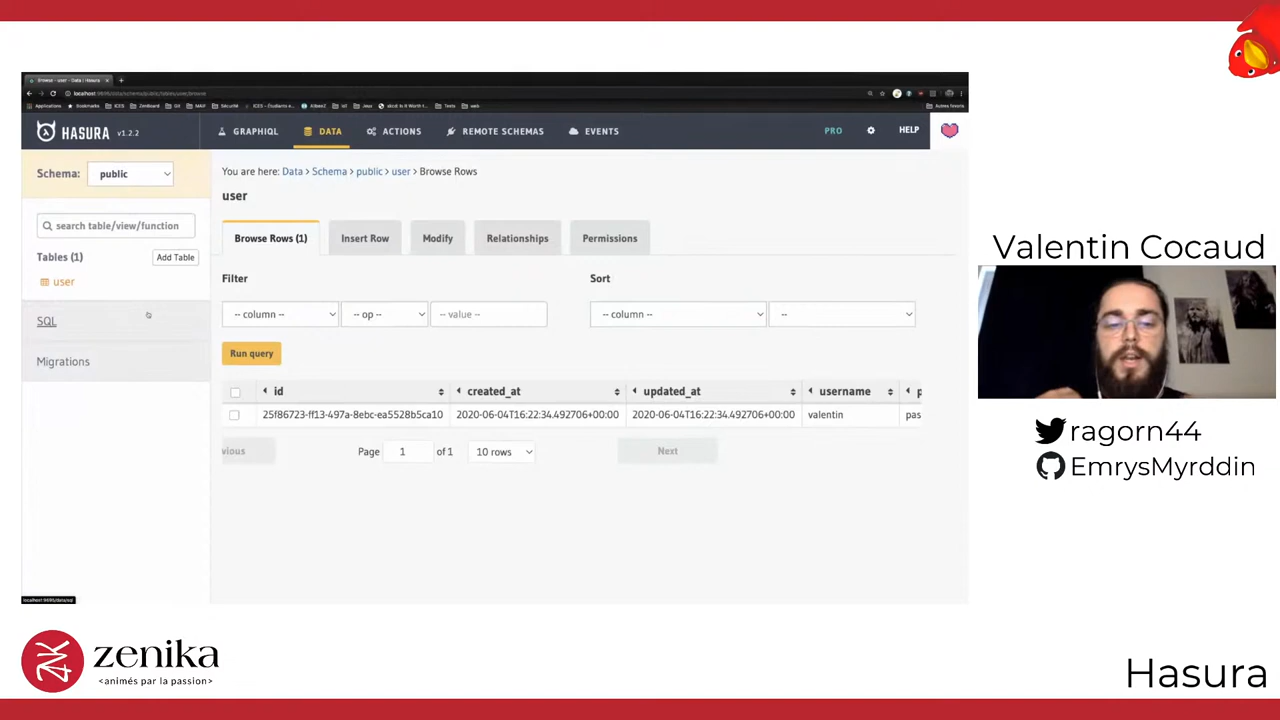 Browse - user - Data | Hasura
HASURA v1.2.2
GRAPHIQL
DATA
ACTIONS
REMOTE SCHEMAS
EVENTS
PRO
HELP
Schema:
public
You are here: Data > Schema > public > user > Browse Rows
user
search table/view/function
Browse Rows (1)
Insert Row
Modify
Relationships
Permissions
Tables (1)
Add Table
user
Filter
Sort
SQL
-- column --
-- op --
-- value --
-- column --
--
Migrations
Run query
id
created_at
updated_at
username
p
25f86723-ff13-497a-8ebc-ea5528b5ca10
2020-06-04T16:22:34.492706+00:00
2020-06-04T16:22:34.492706+00:00
valentin
pas
vious
Page
1
of 1
10 rows
Next
Valentin Cocaud
ragorn44
EmrysMyrddin
zenika
<animés par la passion>
Hasura